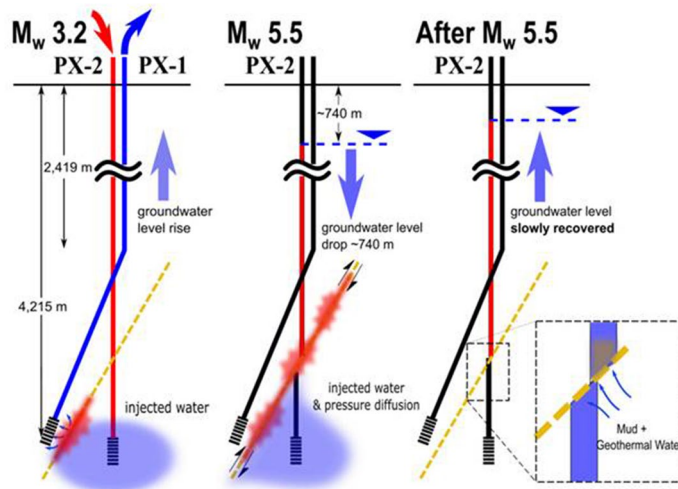 Mw 3.2
PX-2
PX-1
2,419 m
groundwater
level rise
4,215 m
injected water
Mw 5.5
PX-2
~740 m
groundwater level
drop ~740 m
injected water
& pressure diffusion
After Mw 5.5
PX-2
groundwater level
slowly recovered
Mud +
Geothermal Water